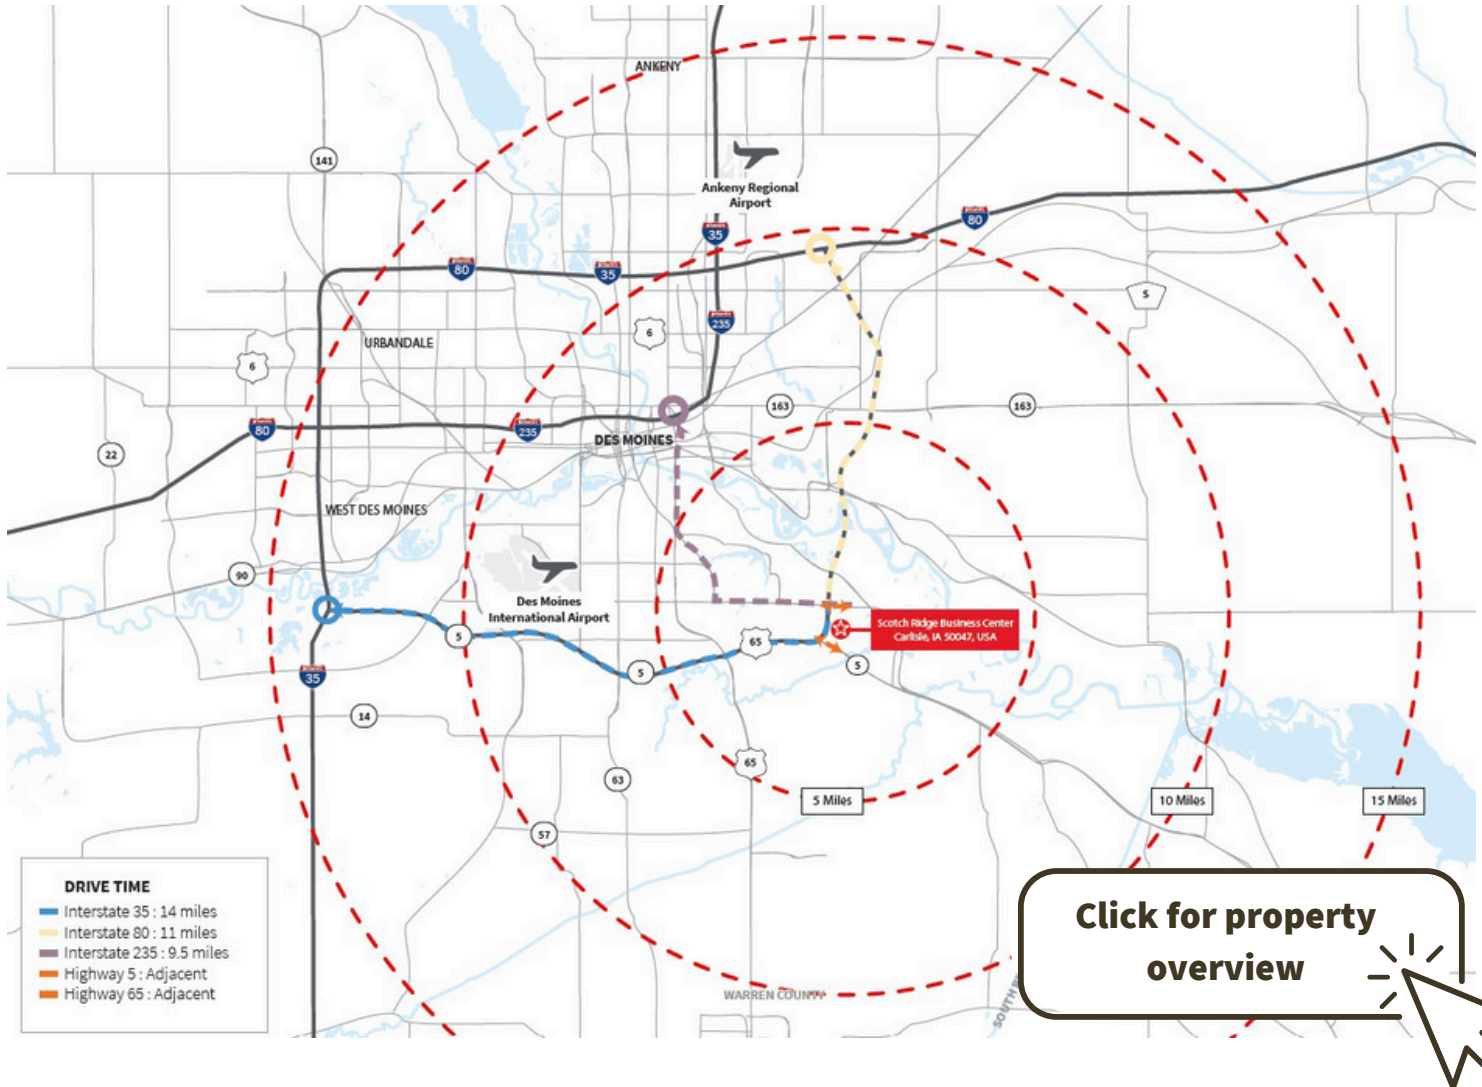 ANKENY
141
Ankeny Regional
Airport
35
80
80
35
S
235
6
URBANDALE
6
163
163
80
235
DES MOINES
22
WEST DES MOINES
90
Des Moines
International Airport
Scotch Ridge Business Center
Carlisle, IA 50047, USA
5
65
5
5
35
14
65
63
5 Miles
10 Miles
15 Miles
57
DRIVE TIME
Interstate 35 : 14 miles
Interstate 80 : 11 miles
Interstate 235 : 9.5 miles
Highway 5 : Adjacent
Highway 65 : Adjacent
WARREN COUNTY
Click for property
overview